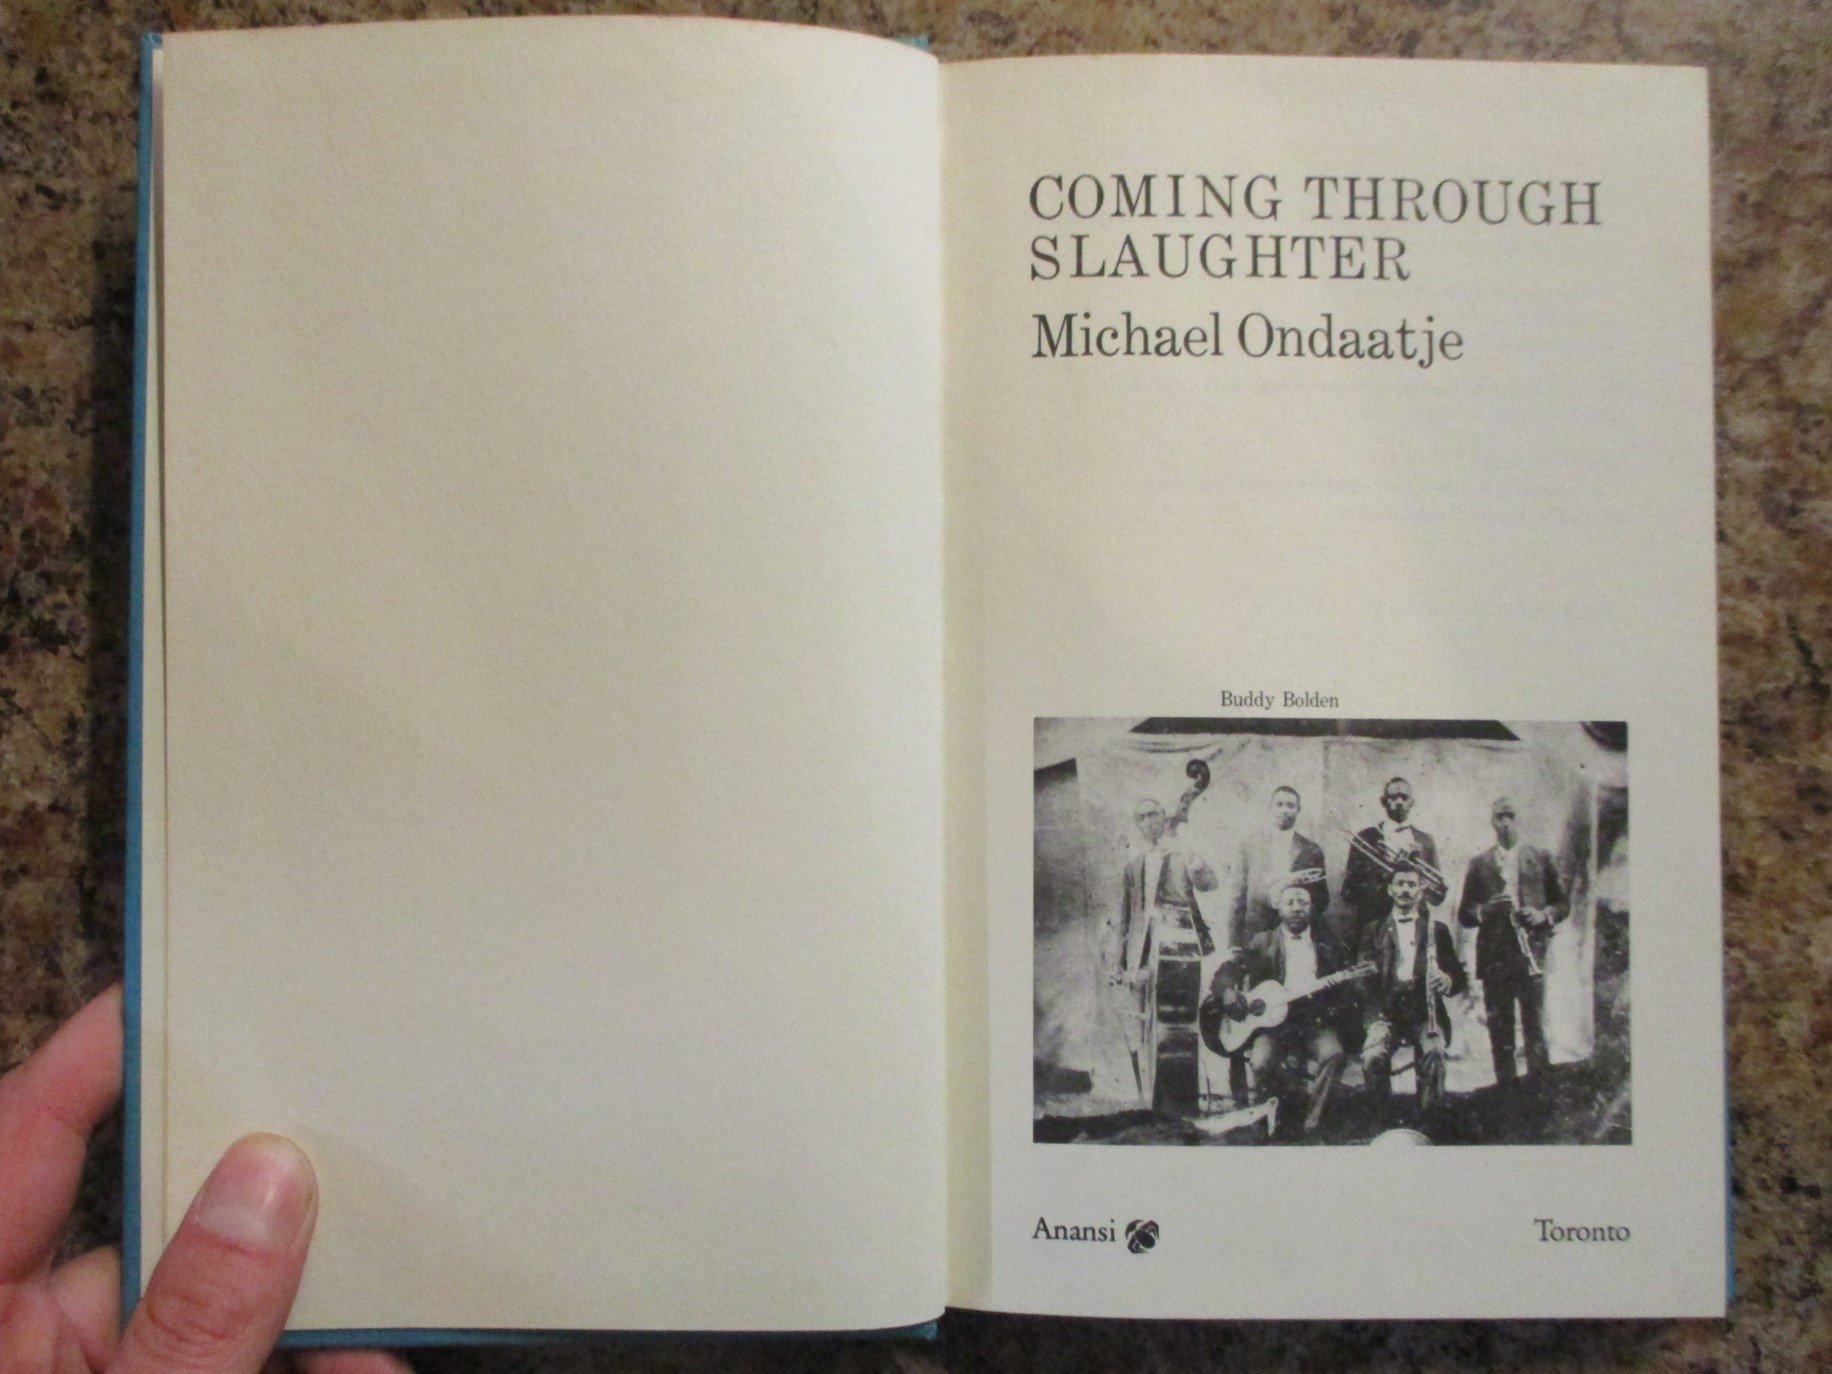 COMING THROUGH
SLAUGHTER
Michael Ondaatje
Buddy Bolden
Anansi Toronto